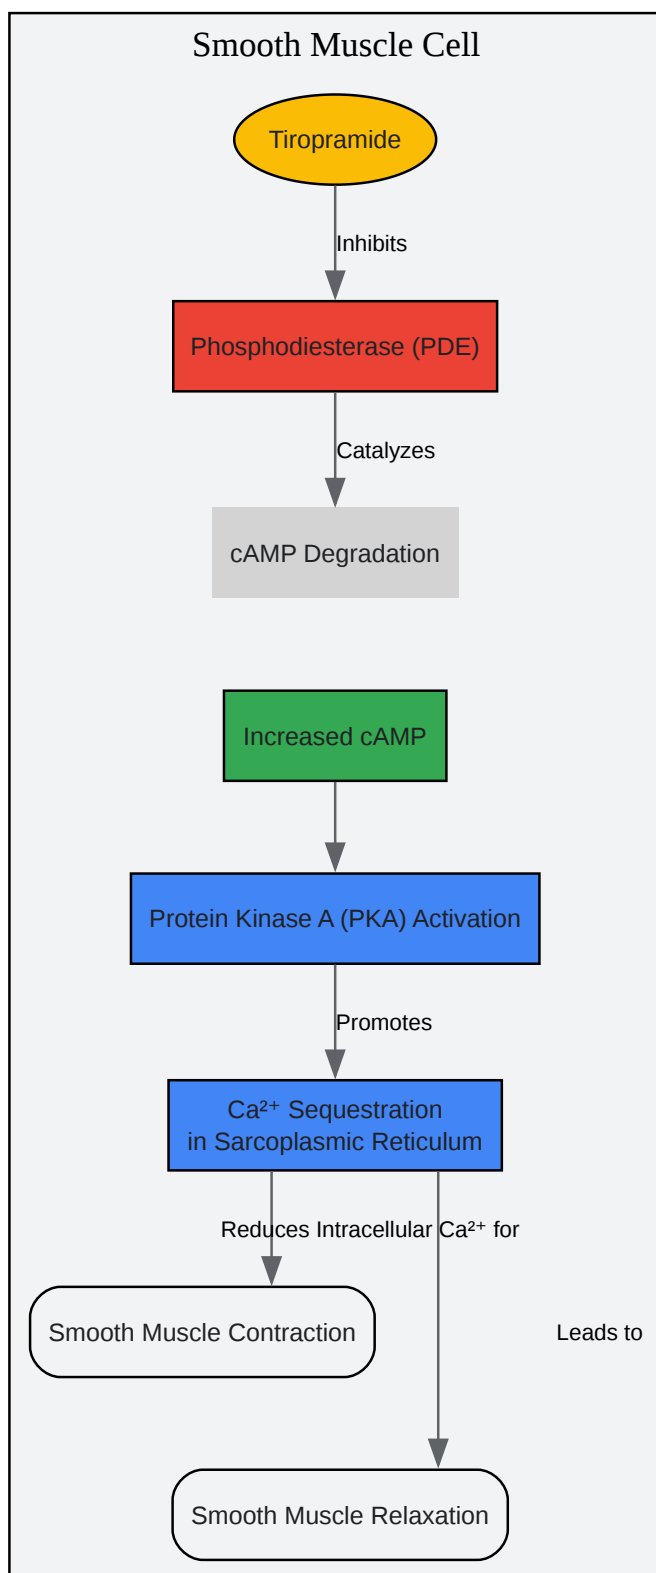 Smooth Muscle Cell
Tiropramide
Inhibits
Phosphodiesterase (PDE)
Catalyzes
cAMP Degradation
Increased cAMP
Protein Kinase A (PKA) Activation
Promotes
Ca²⁺ Sequestration
in Sarcoplasmic Reticulum
Reduces Intracellular Ca²⁺ for
Smooth Muscle Contraction
Leads to
Smooth Muscle Relaxation